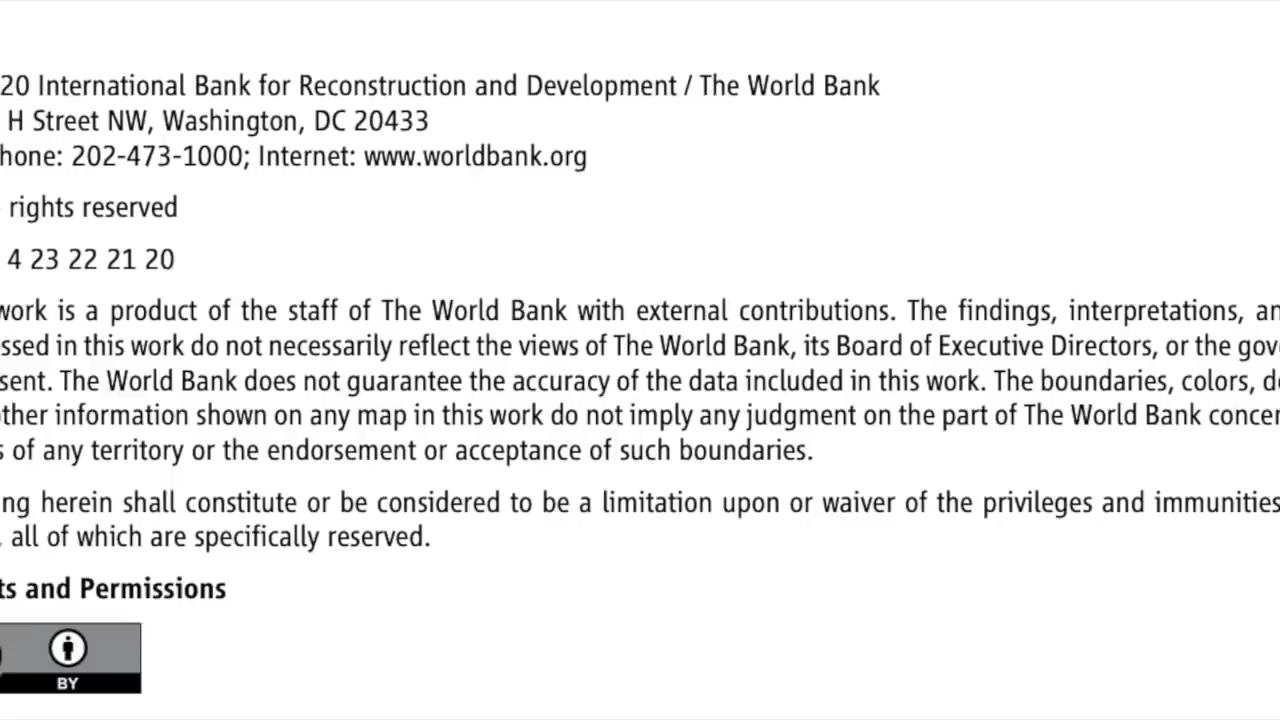 20 International Bank for Reconstruction and Development / The World Bank
H Street NW, Washington, DC 20433
hone: 202-473-1000; Internet: www.worldbank.org
rights reserved
4 23 22 21 20
work is a product of the staff of The World Bank with external contributions. The findings, interpretations, an
ssed in this work do not necessarily reflect the views of The World Bank, its Board of Executive Directors, or the gove
sent. The World Bank does not guarantee the accuracy of the data included in this work. The boundaries, colors, de
other information shown on any map in this work do not imply any judgment on the part of The World Bank concer
s of any territory or the endorsement or acceptance of such boundaries.
ng herein shall constitute or be considered to be a limitation upon or waiver of the privileges and immunities
, all of which are specifically reserved.
ts and Permissions
BY